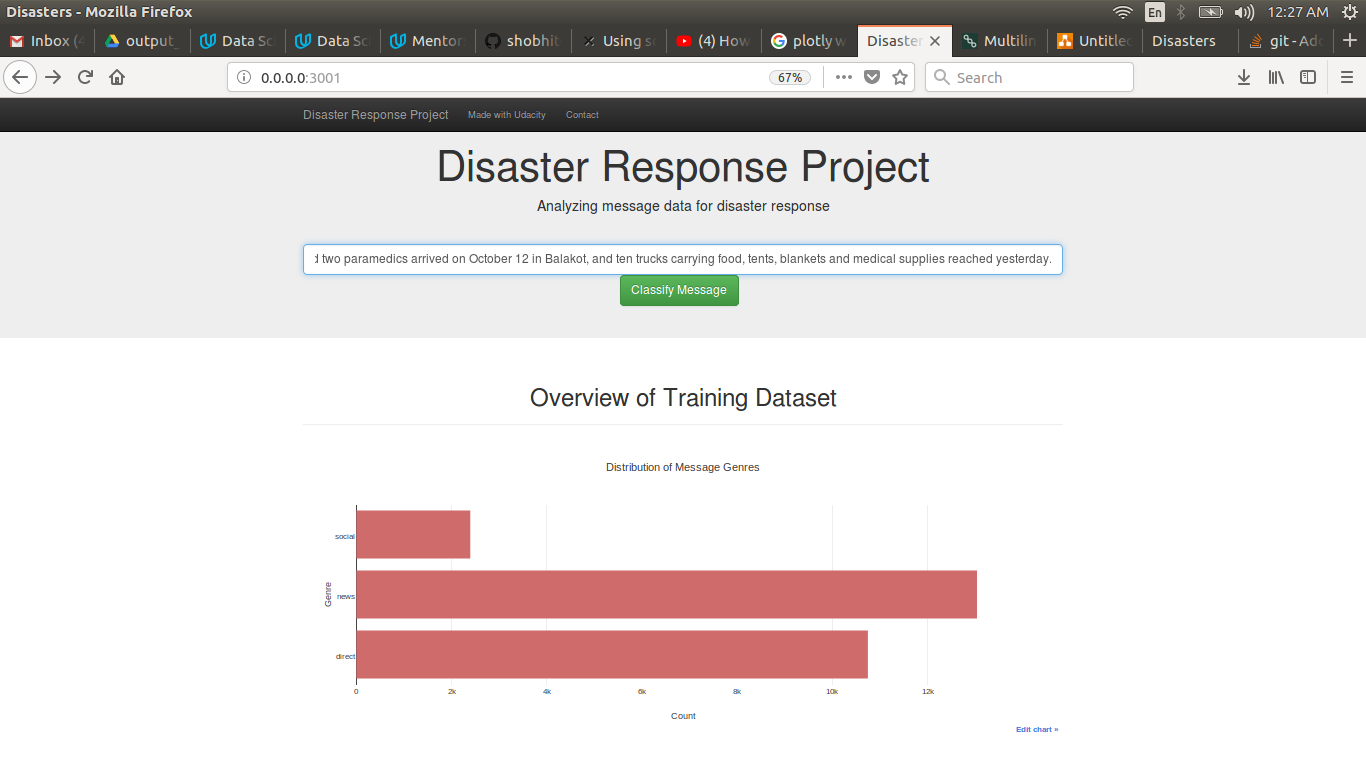 Disasters - Mozilla Firefox
En
12:27 AM
Inbox (4
output_
Data Sc
Data Sc
Mentor
shobhit
Using s
(4) How
plotly w
Disaster
Multilin
Untitled
Disasters
git - Add
0.0.0.0:3001
67%
Search
Disaster Response Project
Made with Udacity
Contact
Disaster Response Project
Analyzing message data for disaster response
two paramedics arrived on October 12 in Balakot, and ten trucks carrying food, tents, blankets and medical supplies reached yesterday.
Classify Message
Overview of Training Dataset
Distribution of Message Genres
social
news
direct
Genre
0 2k 4k 6k 8k 10k 12k
Count
Edit chart »